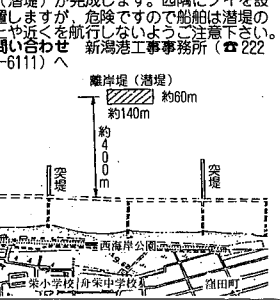 (潜堤)が完成します。四隅にブイを設
置しますが、危険ですので船舶は潜堤の
上や近くを航行しないようご注意下さい。
問い合わせ 新潟港工事事務所(☎222
-6111)へ
離岸堤(潜堤)
約60m
約140m
約400m
突堤
突堤
西海岸公園
栄小学校
舟栄中学校
窪田町